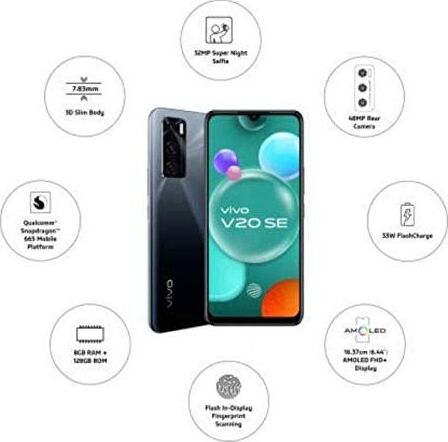 32MP Super Night
Selfie
7.83mm
3D Slim Body
48MP Rear
Camera
vivo
V20 SE
Qualcomm®
Snapdragon™
665 Mobile
Platform
33W FlashCharge
vivo
8GB RAM +
128GB ROM
AMOLED
16.37cm (6.44")
AMOLED FHD+
Display
Flash In-Display
Fingerprint
Scanning